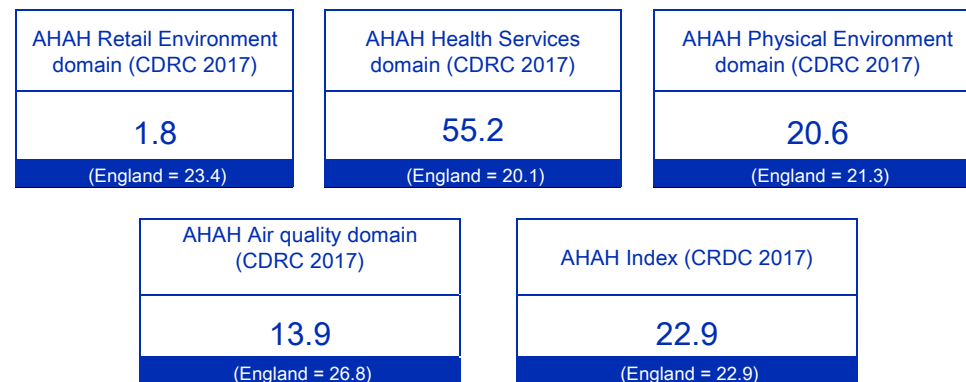 AHAH Retail Environment
domain (CDRC 2017)
1.8
(England = 23.4)
AHAH Health Services
domain (CDRC 2017)
55.2
(England = 20.1)
AHAH Physical Environment
domain (CDRC 2017)
20.6
(England = 21.3)
AHAH Air quality domain
(CDRC 2017)
13.9
(England = 26.8)
AHAH Index (CRDC 2017)
22.9
(England = 22.9)